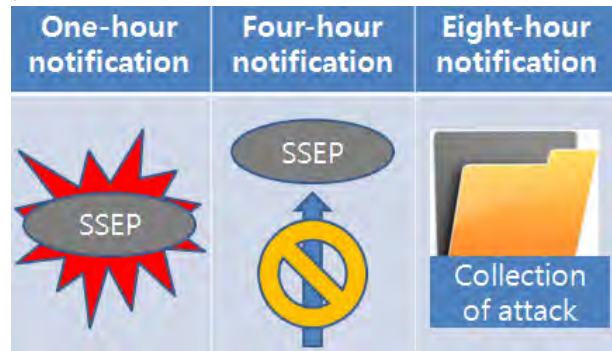 One-hour
notification
Four-hour
notification
Eight-hour
notification
SSEP
SSEP
Collection
of attack